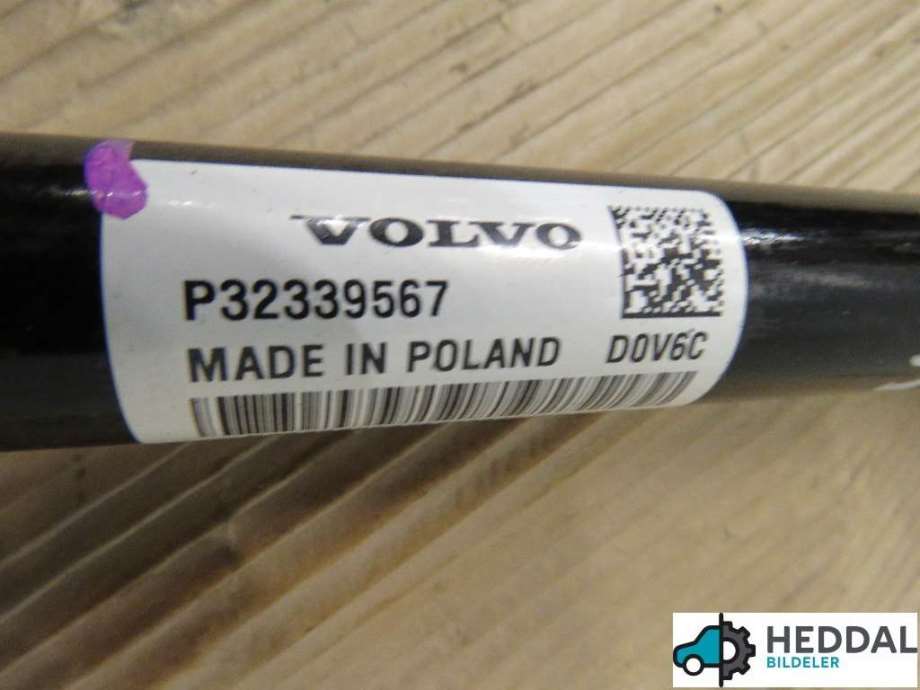 VOLVO
P32339567
MADE IN POLAND D0V6C
HEDDAL
BILDELER